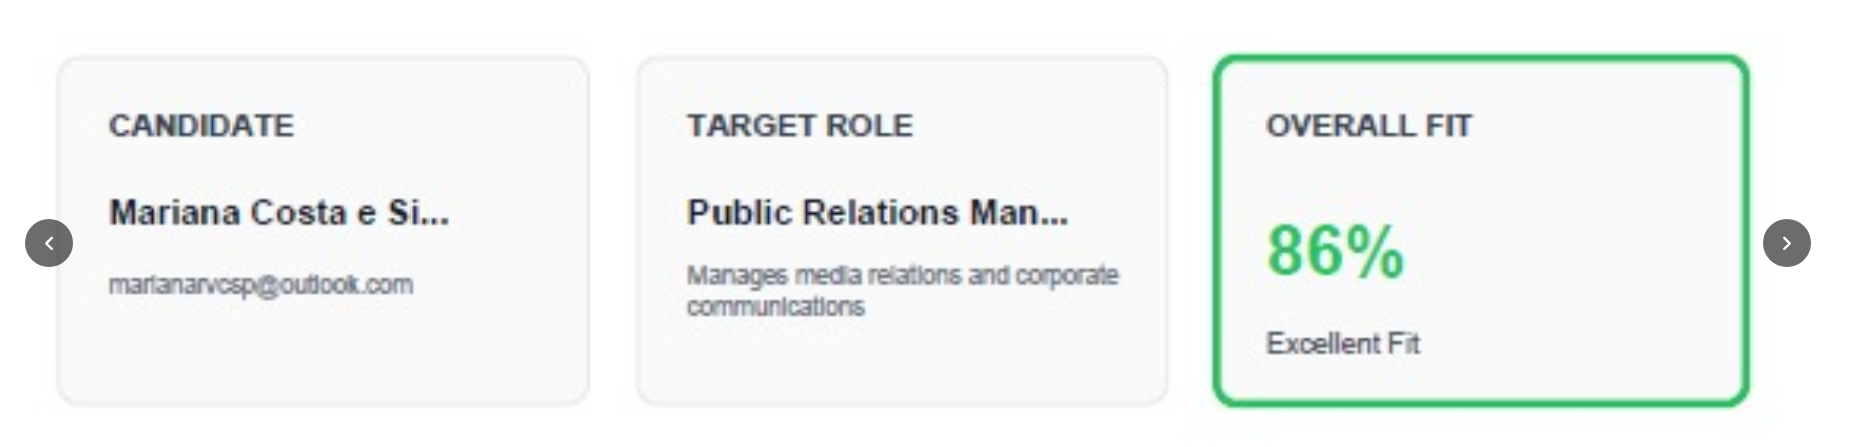 CANDIDATE
Mariana Costa e Si...
marianarvcsp@outlook.com
TARGET ROLE
Public Relations Man...
Manages media relations and corporate
communications
OVERALL FIT
86%
Excellent Fit